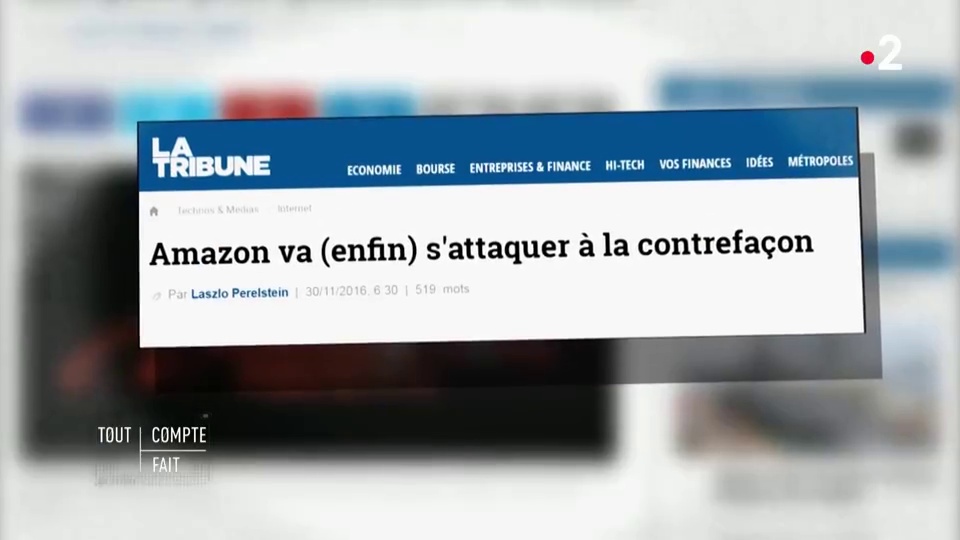 2
LA
TRIBUNE
ECONOMIE BOURSE ENTREPRISES & FINANCE HI-TECH VOS FINANCES IDÉES MÉTROPOLES
Technos & Medias Internet
Amazon va (enfin) s'attaquer à la contrefaçon
Par Laszlo Perelstein | 30/11/2016, 6:30 | 519 mots
TOUT COMPTE
FAIT